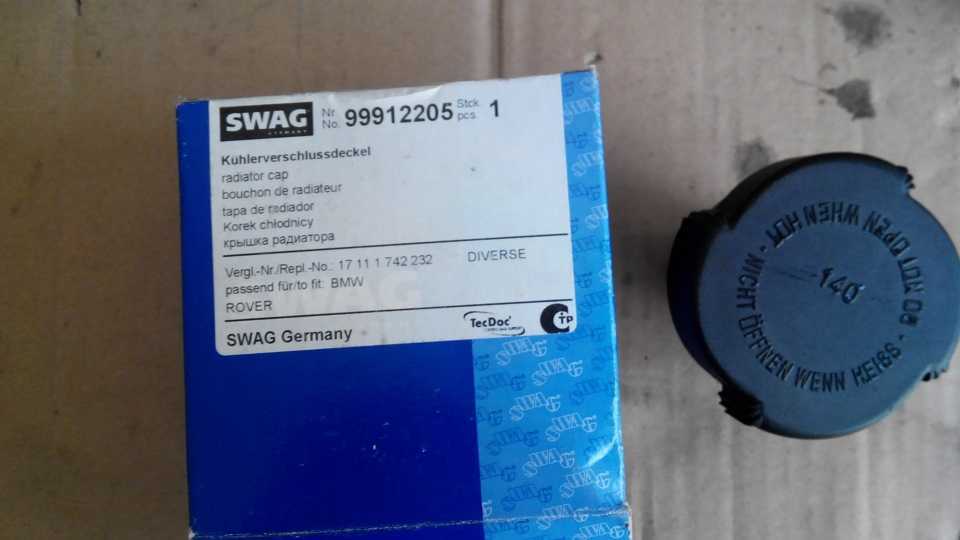 SWAG
GERMANY
Nr.
No. 99912205 Stck. pcs. 1
Kühlerverschlussdeckel
radiator cap
bouchon de radiateur
tapa de radiador
Korek chłodnicy
крышка радиатора
Vergl.-Nr./Repl.-No.: 17 11 1 742 232 DIVERSE
passend für/to fit: BMW
ROVER
SWAG Germany
TecDoc
CiTP
SWAG
DO NOT OPEN WHEN HOT - NICHT ÖFFNEN WENN HEISS -
140